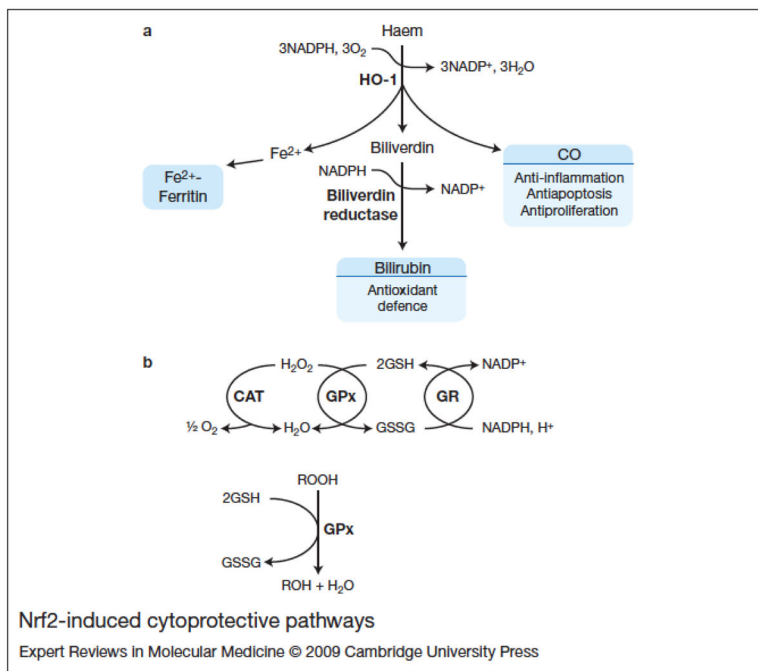 a
Haem
3NADPH, 3O₂
3NADP⁺, 3H₂O
HO-1
Fe²⁺
Biliverdin
CO
Fe²⁺-
Ferritin
NADPH
NADP⁺
Anti-inflammation
Antiapoptosis
Antiproliferation
Biliverdin
reductase
Bilirubin
Antioxidant
defence
b
H₂O₂
2GSH
NADP⁺
CAT
GPx
GR
½ O₂
H₂O
GSSG
NADPH, H⁺
ROOH
2GSH
GPx
GSSG
ROH + H₂O
Nrf2-induced cytoprotective pathways
Expert Reviews in Molecular Medicine © 2009 Cambridge University Press